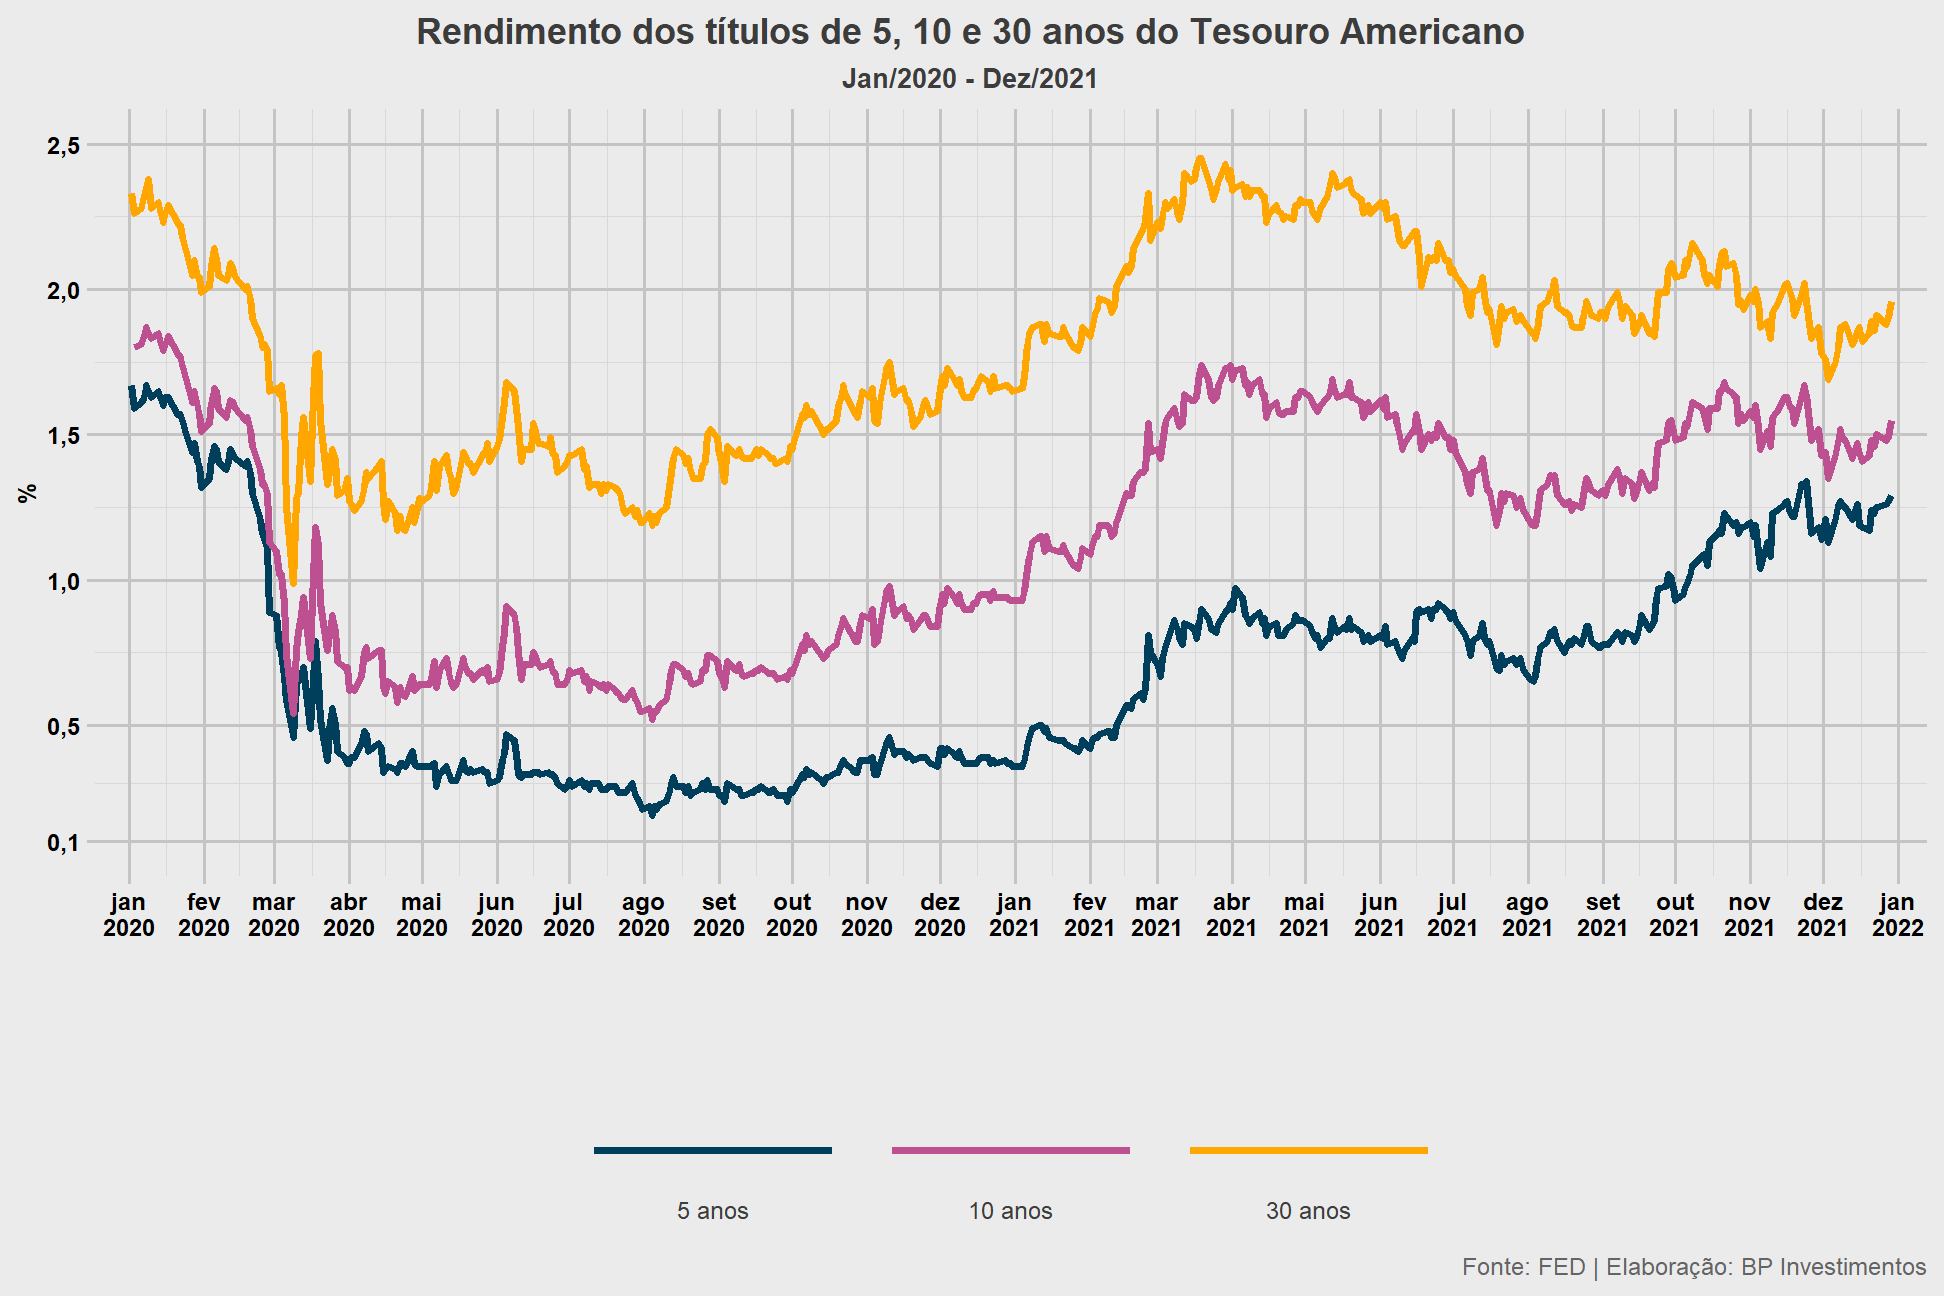 Rendimento dos títulos de 5, 10 e 30 anos do Tesouro Americano
Jan/2020 - Dez/2021
2,5
2,0
1,5
1,0
0,5
0,1
%
jan fev mar abr mai jun jul ago set out nov dez jan fev mar abr mai jun jul ago set out nov dez jan
2020 2020 2020 2020 2020 2020 2020 2020 2020 2020 2020 2020 2021 2021 2021 2021 2021 2021 2021 2021 2021 2021 2021 2021 2022
5 anos 10 anos 30 anos
Fonte: FED | Elaboração: BP Investimentos